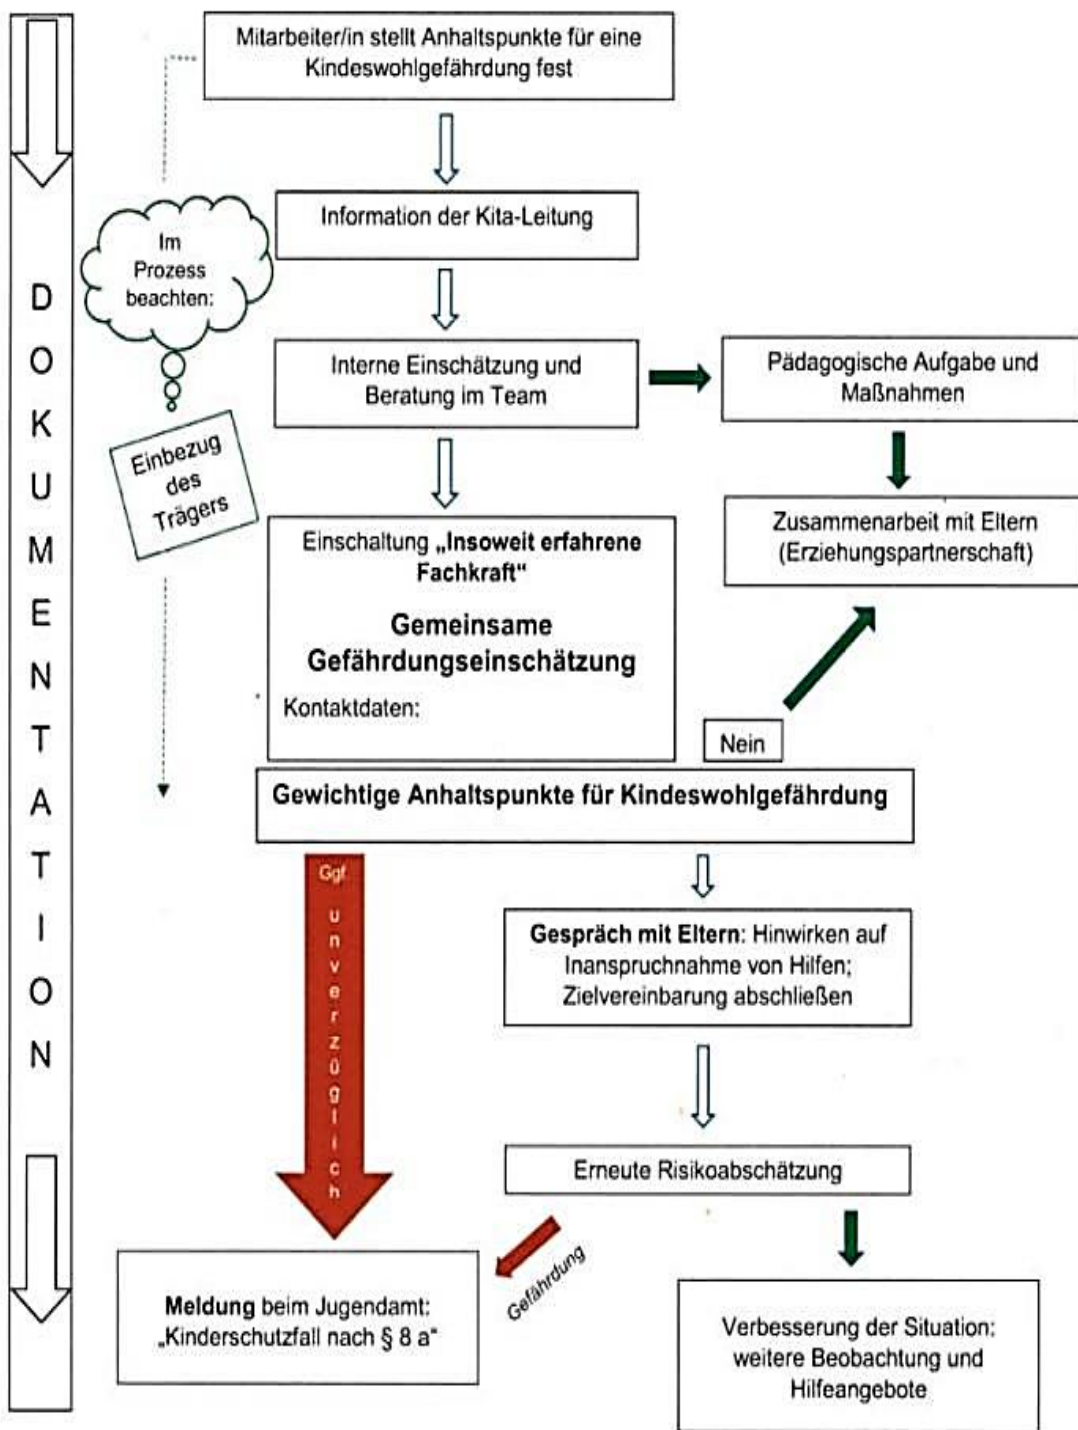 Mitarbeiter/in stellt Anhaltspunkte für eine
Kindeswohlgefährdung fest
Information der Kita-Leitung
Im
Prozess
beachten:
DOKUMENTATION
Interne Einschätzung und
Beratung im Team
Pädagogische Aufgabe und
Maßnahmen
Einbezug
des
Trägers
Zusammenarbeit mit Eltern
(Erziehungspartnerschaft)
Einschaltung „Insoweit erfahrene
Fachkraft“
Gemeinsame
Gefährdungseinschätzung
Kontaktdaten:
Nein
Gewichtige Anhaltspunkte für Kindeswohlgefährdung
Ggf
unverzüglich
Gespräch mit Eltern: Hinwirken auf
Inanspruchnahme von Hilfen;
Zielvereinbarung abschließen
Erneute Risikoabschätzung
Gefährdung
Meldung beim Jugendamt:
„Kinderschutzfall nach § 8 a“
Verbesserung der Situation:
weitere Beobachtung und
Hilfeangebote